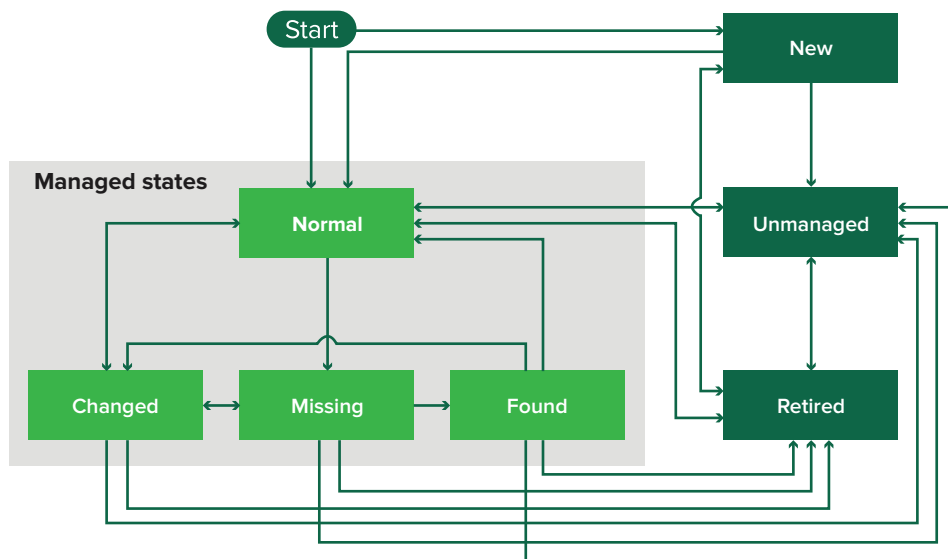 Start
New
Managed states
Normal
Unmanaged
Changed
Missing
Found
Retired